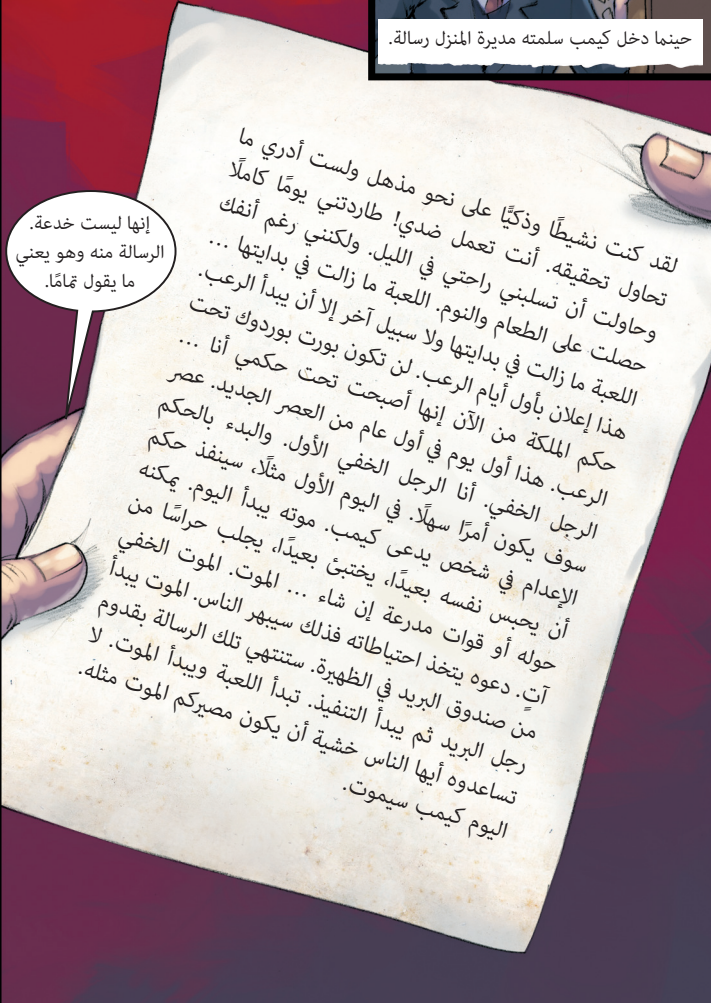 حينما دخل كيمب سلمته مديرة المنزل رسالة.
لقد كنت نشيطًا وذكيًّا على نحو مذهل ولست أدري ما
تحاول تحقيقه. أنت تعمل ضدي! طاردتني يومًا كاملًا
وحاولت أن تسلبني راحتي في الليل. ولكنني رغم أنفك
حصلت على الطعام والنوم. اللعبة ما زالت في بدايتها ...
اللعبة ما زالت في بدايتها ولا سبيل آخر إلا أن يبدأ الرعب.
هذا إعلان بأول أيام الرعب. لن تكون بورت بوردوك تحت
حكم الملكة من الآن إنها أصبحت تحت حكمي أنا ...
الرعب. هذا أول يوم في أول عام من العصر الجديد. عصر
الرجل الخفي. أنا الرجل الخفي الأول. والبدء بالحكم
سوف يكون أمرًا سهلًا. في اليوم الأول مثلًا، سينفذ حكم
الإعدام في شخص يدعى كيمب. موته يبدأ اليوم. يمكنه
أن يحبس نفسه بعيدًا، يختبئ بعيدًا، يجلب حراسًا من
حوله أو قوات مدرعة إن شاء ... الموت. الموت الخفي
آتٍ. دعوه يتخذ احتياطاته فذلك سيبهر الناس. الموت يبدأ
من صندوق البريد في الظهيرة. ستنتهي تلك الرسالة بقدوم
رجل البريد ثم يبدأ التنفيذ. تبدأ اللعبة ويبدأ الموت. لا
تساعدوه أيها الناس خشية أن يكون مصيركم الموت مثله.
اليوم كيمب سيموت.
إنها ليست خدعة.
الرسالة منه وهو يعني
ما يقول تمامًا.